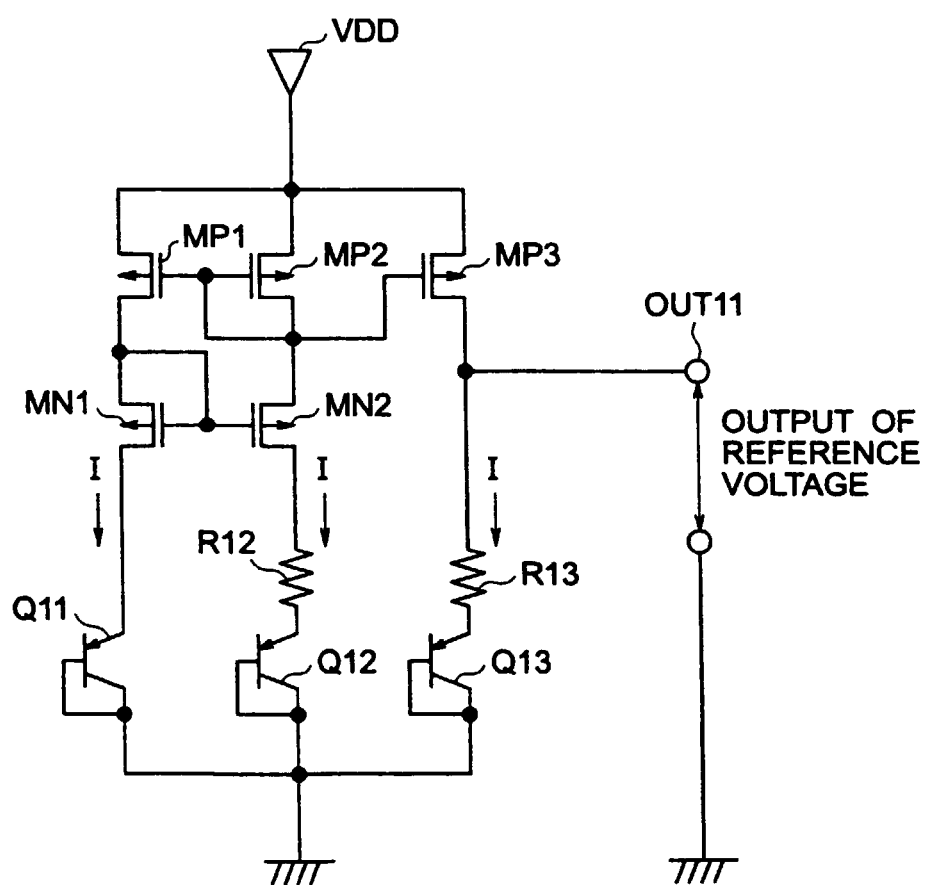 VDD
MP1
MP2
MP3
OUT11
MN1
MN2
OUTPUT OF
REFERENCE
VOLTAGE
I
I
I
R12
R13
Q11
Q12
Q13